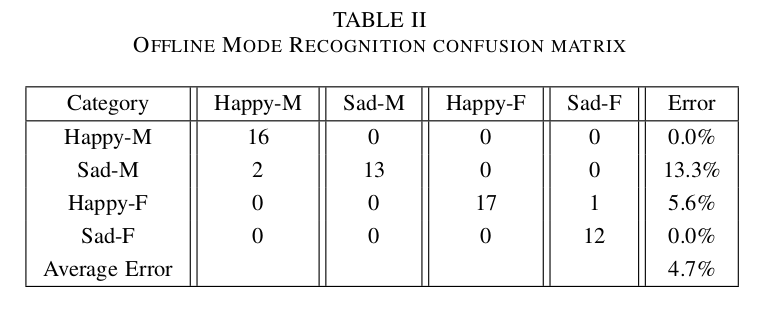 TABLE II
OFFLINE MODE RECOGNITION CONFUSION MATRIX
Category Happy-M Sad-M Happy-F Sad-F Error
Happy-M 16 0 0 0 0.0%
Sad-M 2 13 0 0 13.3%
Happy-F 0 0 17 1 5.6%
Sad-F 0 0 0 12 0.0%
Average Error 4.7%